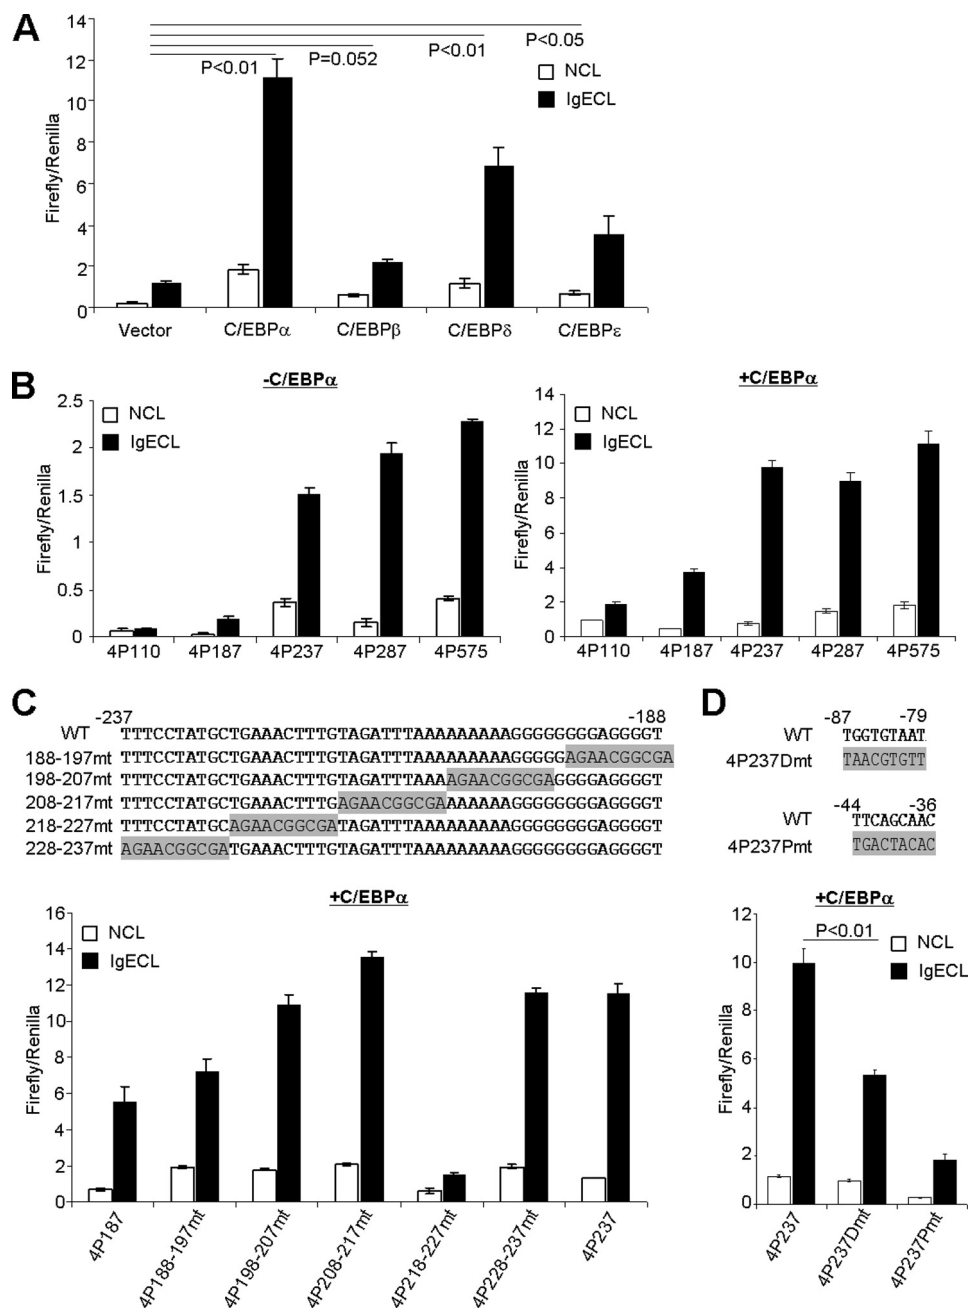 A
14
12
10
8
6
4
2
0
Firefly/Renilla
P<0.01
P=0.052
P<0.01
P<0.05
NCL
IgECL
Vector C/EBPα C/EBPβ C/EBPδ C/EBPε
B
-C/EBPα
2.5
2
1.5
1
0.5
0
Firefly/Renilla
NCL
IgECL
4P110 4P187 4P237 4P287 4P575
+C/EBPα
14
12
10
8
6
4
2
0
Firefly/Renilla
NCL
IgECL
4P110 4P187 4P237 4P287 4P575
C
-237 -188
WT TTTCCTATGCTGAAACTTTGTAGATTTAAAAAAAAAGGGGGGGGAGGGGT
188-197mt TTTCCTATGCTGAAACTTTGTAGATTTAAAAAAAAAGGGGAGAACGGCGA
198-207mt TTTCCTATGCTGAAACTTTGTAGATTTAAAAGAACGGCGAGGGGAGGGGT
208-217mt TTTCCTATGCTGAAACTTTGAGAACGGCGAAAAAAAGGGGGGGGAGGGGT
218-227mt TTTCCTATGCAGAACGGCGATAGATTTAAAAAAAAAGGGGGGGGAGGGGT
228-237mt AGAACGGCGATGAAACTTTGTAGATTTAAAAAAAAAGGGGGGGGAGGGGT
+C/EBPα
16
14
12
10
8
6
4
2
0
Firefly/Renilla
NCL
IgECL
4P187 4P188-197mt 4P198-207mt 4P208-217mt 4P218-227mt 4P228-237mt 4P237
D
-87 -79
WT TGGTGTAAT
4P237Dmt TAACGTGTT
-44 -36
WT TTCAGCAAC
4P237Pmt TGACTACAC
+C/EBPα
12
10
8
6
4
2
0
Firefly/Renilla
P<0.01
NCL
IgECL
4P237 4P237Dmt 4P237Pmt